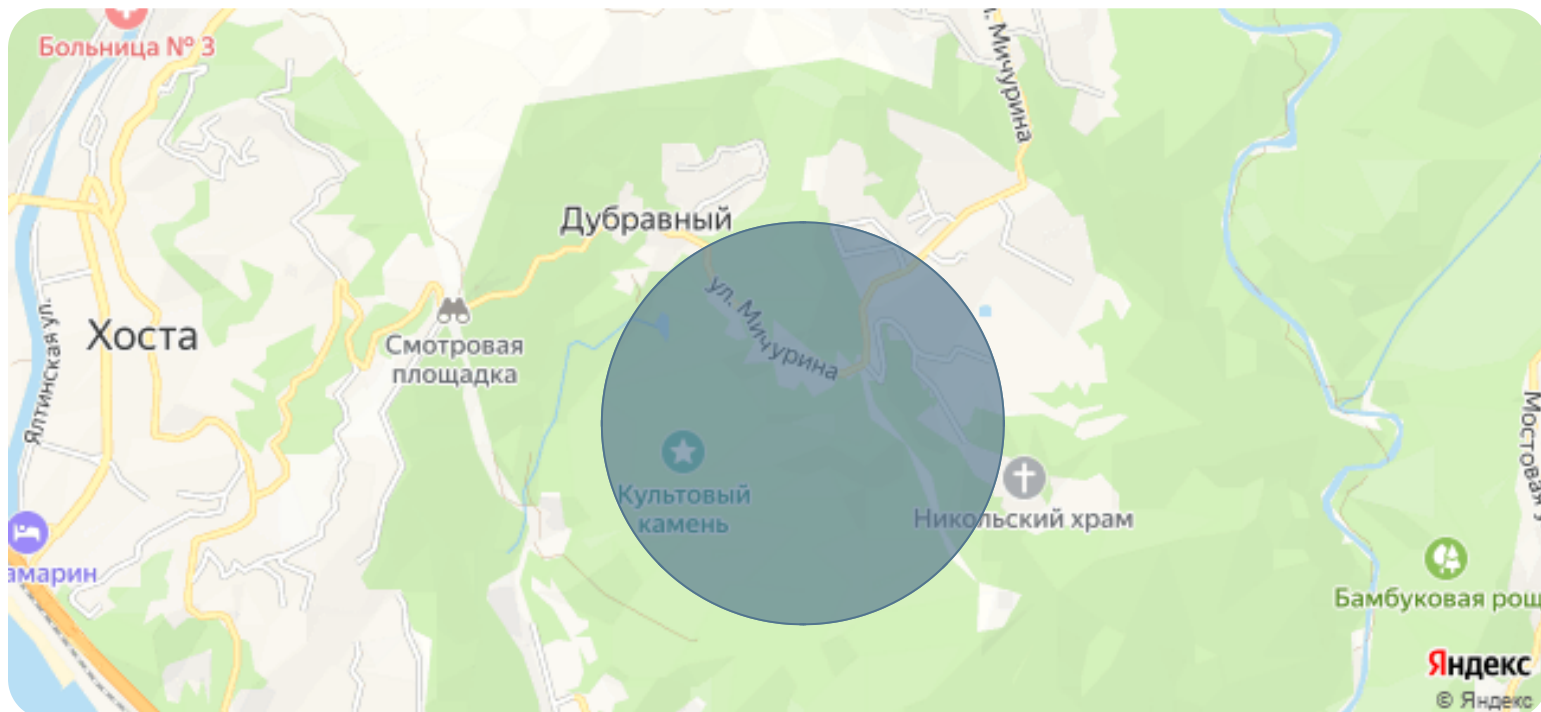 Больница № 3
ул. Мичурина
Дубравный
ул. Мичурина
Хоста
Ялтинская ул.
Смотровая
площадка
Культовый
камень
Никольский храм
Мостовая у
амарин
Бамбуковая рощ
Яндекс
© Яндекс